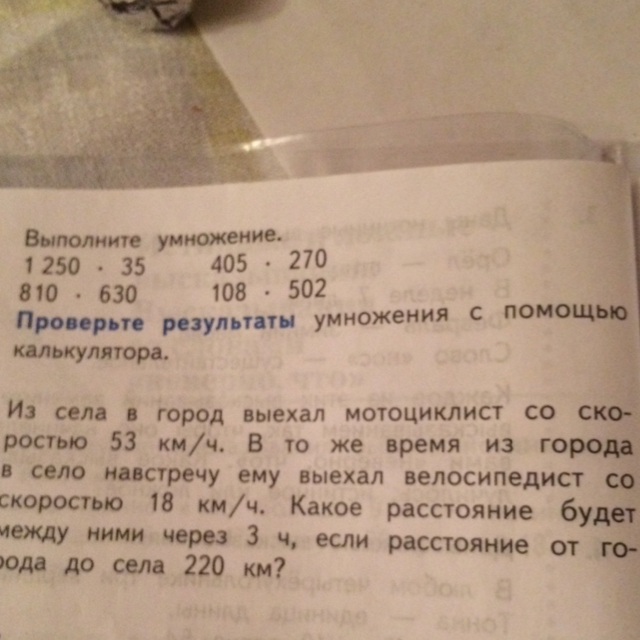 Выполните умножение.
1 250 · 35 405 · 270
810 · 630 108 · 502
Проверьте результаты умножения с помощью
калькулятора.
Из села в город выехал мотоциклист со ско-
ростью 53 км/ч. В то же время из города
в село навстречу ему выехал велосипедист со
скоростью 18 км/ч. Какое расстояние будет
между ними через 3 ч, если расстояние от го-
рода до села 220 км?